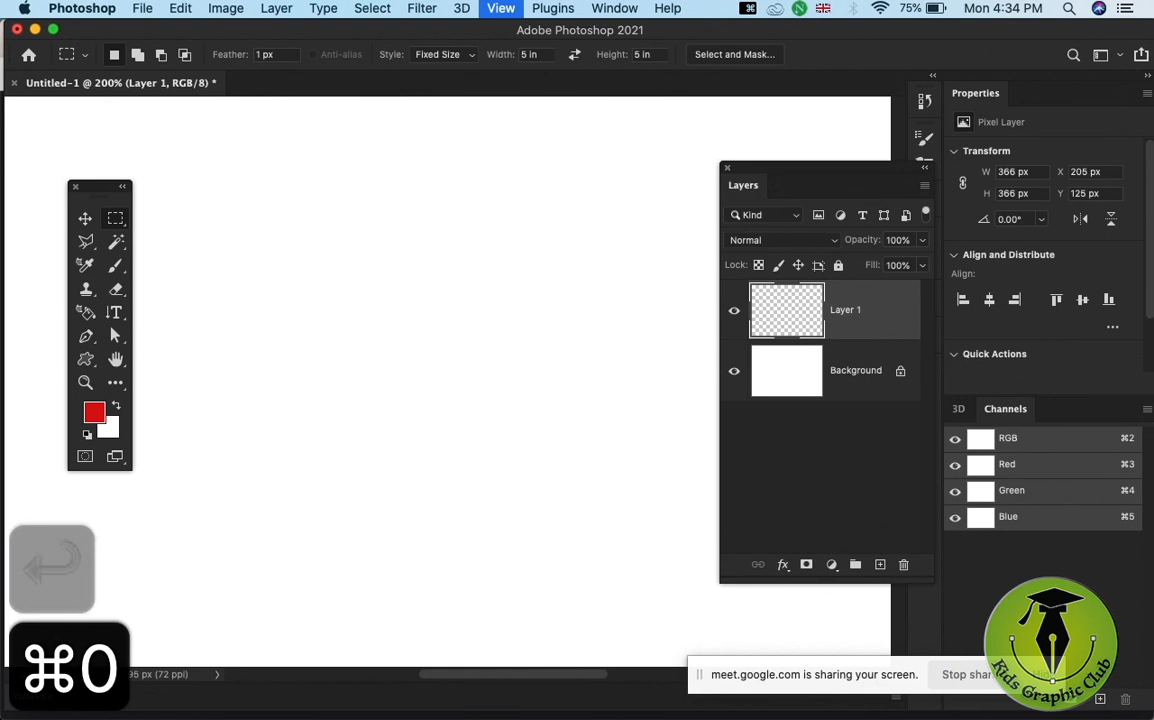 Photoshop File Edit Image Layer Type Select Filter 3D View Plugins Window Help 75% Mon 4:34 PM
Adobe Photoshop 2021
Feather: 1 px Anti-alias Style: Fixed Size Width: 5 in Height: 5 in Select and Mask...
Untitled-1 @ 200% (Layer 1, RGB/8) *
Properties
Pixel Layer
Transform
W 366 px X 205 px
H 366 px Y 125 px
0.00°
Align and Distribute
Align:
Quick Actions
Layers
Kind
Normal Opacity: 100%
Lock: Fill: 100%
Layer 1
Background
3D Channels
RGB ⌘2
Red ⌘3
Green ⌘4
Blue ⌘5
⌘0
95 px (72 ppi)
meet.google.com is sharing your screen. Stop
Kids Graphic Club